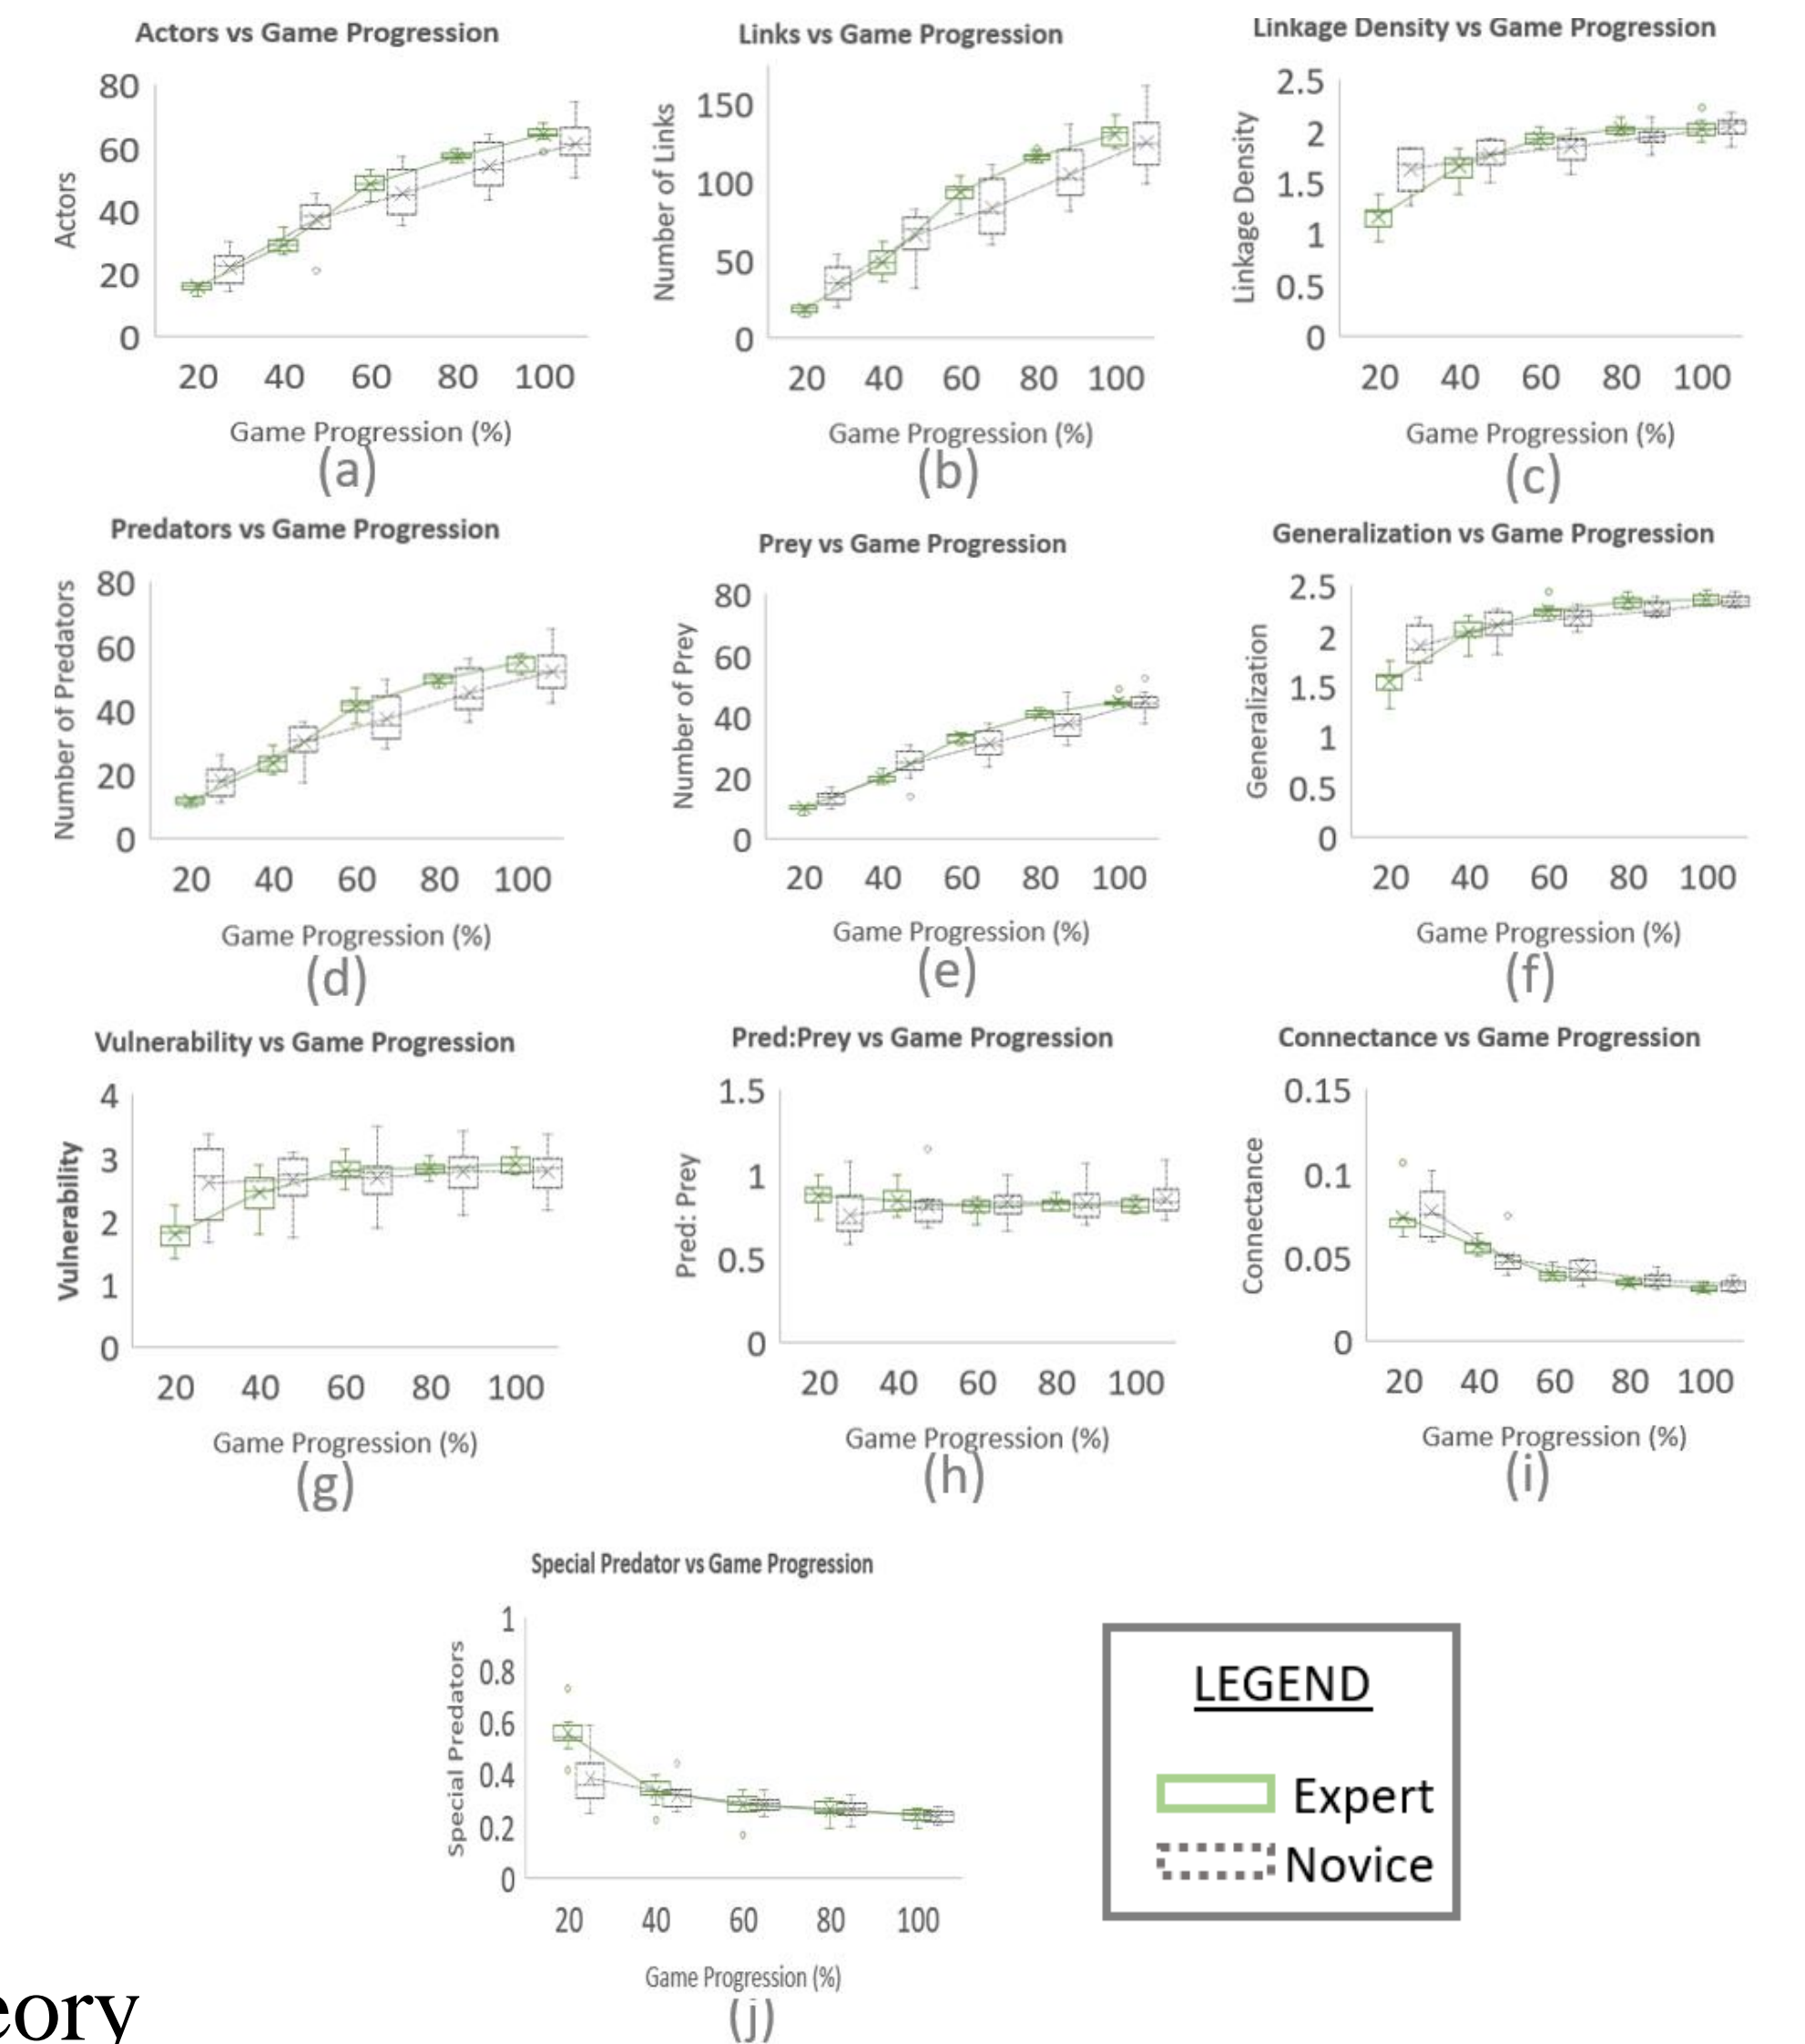 Actors vs Game Progression
Actors
80
60
40
20
0
20 40 60 80 100
Game Progression (%)
(a)
Links vs Game Progression
Number of Links
150
100
50
0
20 40 60 80 100
Game Progression (%)
(b)
Linkage Density vs Game Progression
Linkage Density
2.5
2
1.5
1
0.5
0
20 40 60 80 100
Game Progression (%)
(c)
Predators vs Game Progression
Number of Predators
80
60
40
20
0
20 40 60 80 100
Game Progression (%)
(d)
Prey vs Game Progression
Number of Prey
80
60
40
20
0
20 40 60 80 100
Game Progression (%)
(e)
Generalization vs Game Progression
Generalization
2.5
2
1.5
1
0.5
0
20 40 60 80 100
Game Progression (%)
(f)
Vulnerability vs Game Progression
Vulnerability
4
3
2
1
0
20 40 60 80 100
Game Progression (%)
(g)
Pred:Prey vs Game Progression
Pred: Prey
1.5
1
0.5
0
20 40 60 80 100
Game Progression (%)
(h)
Connectance vs Game Progression
Connectance
0.15
0.1
0.05
0
20 40 60 80 100
Game Progression (%)
(i)
Special Predator vs Game Progression
Special Predators
1
0.8
0.6
0.4
0.2
0
20 40 60 80 100
Game Progression (%)
(j)
LEGEND
Expert
Novice
eory